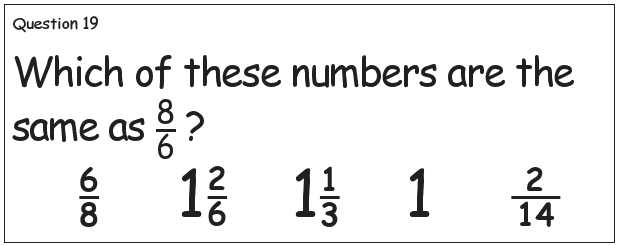 Question 19
Which of these numbers are the
same as 8/6 ?
6/8 1 2/6 1 1/3 1 2/14